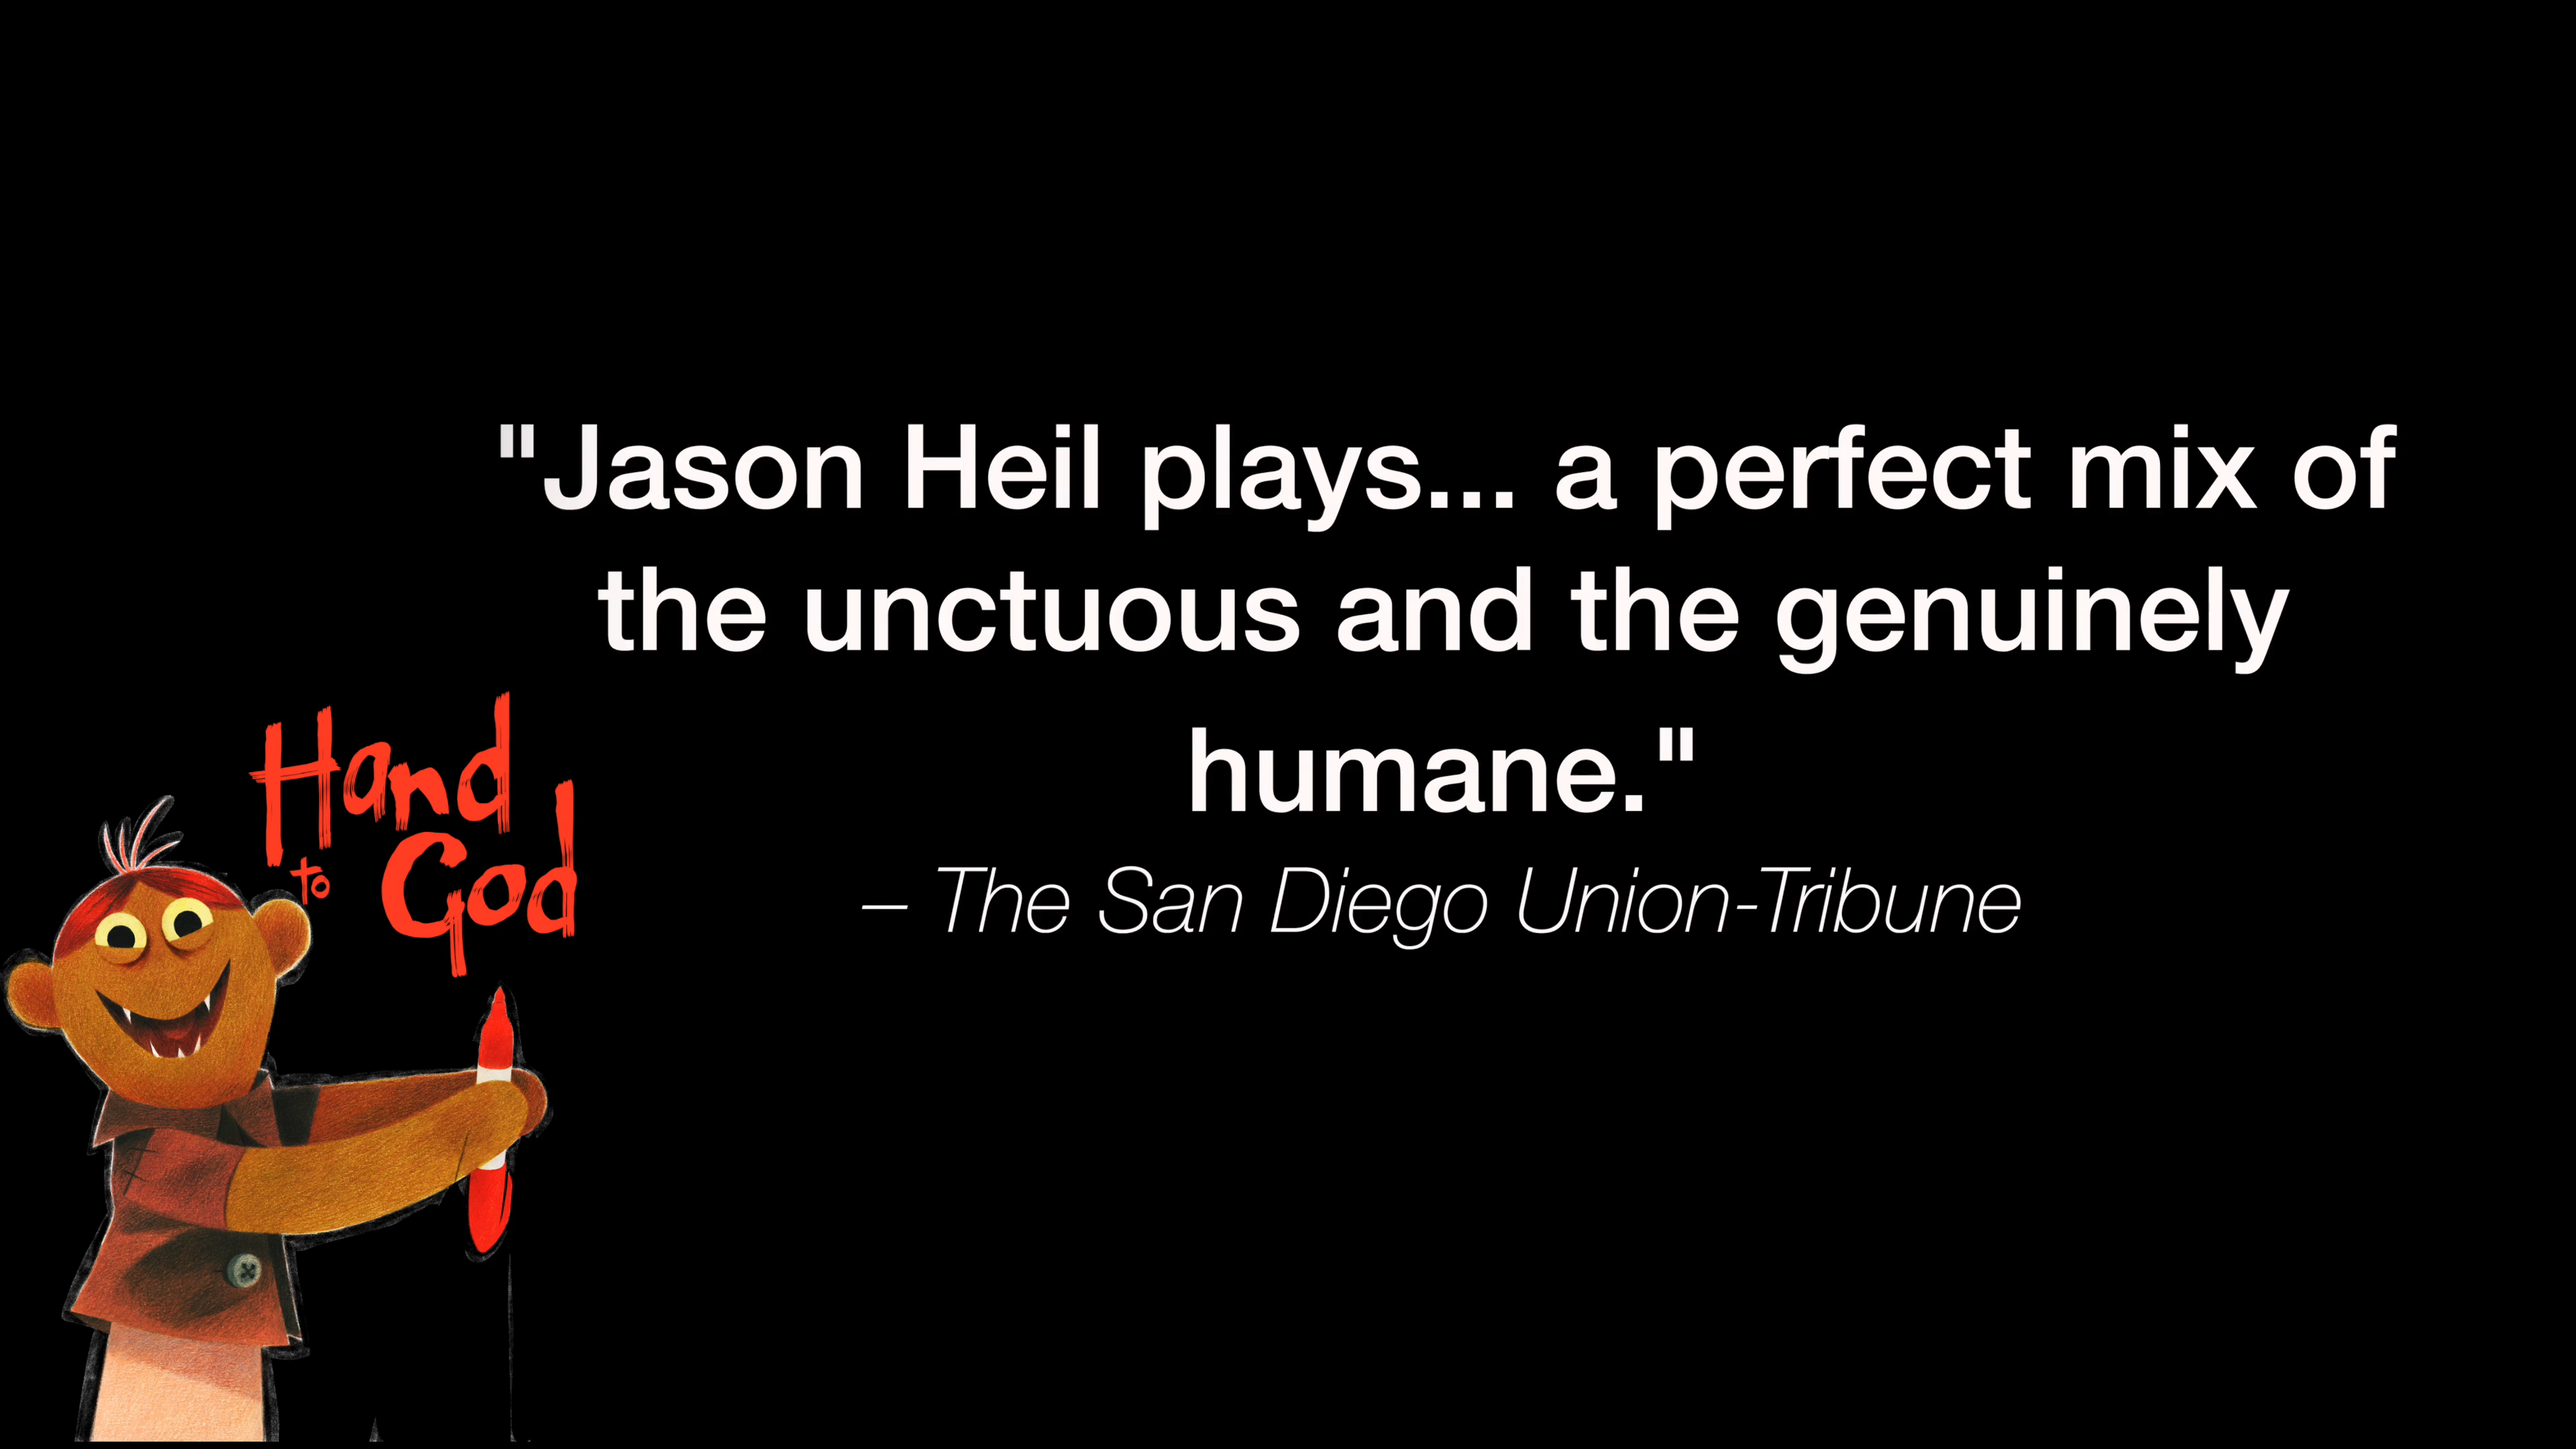 "Jason Heil plays... a perfect mix of
the unctuous and the genuinely
humane."
– The San Diego Union-Tribune
Hand
to God